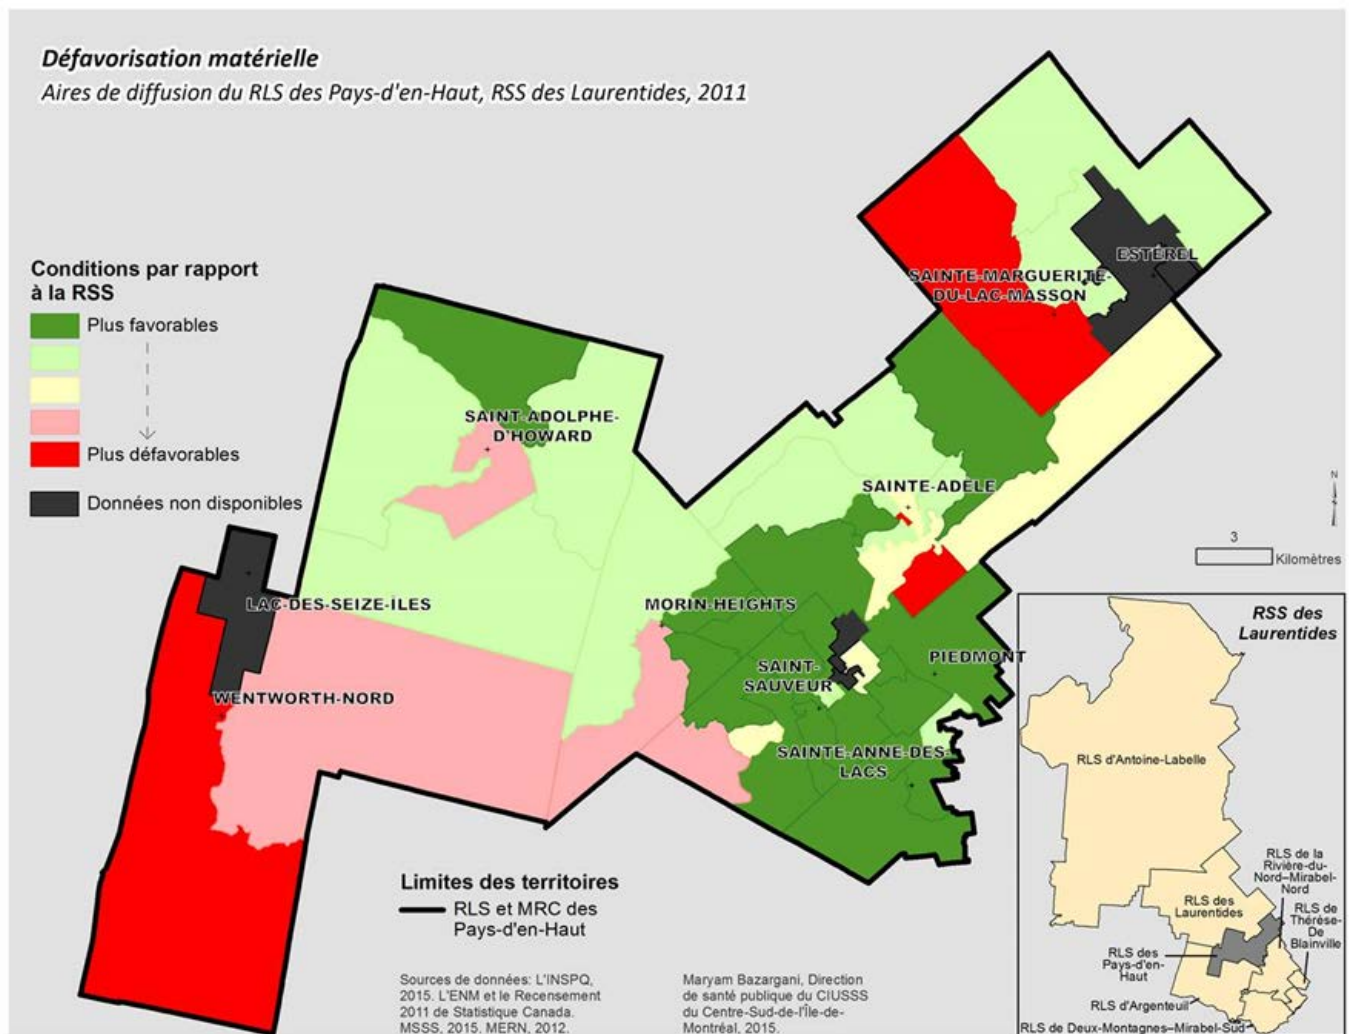 Défavorisation matérielle
Aires de diffusion du RLS des Pays-d'en-Haut, RSS des Laurentides, 2011
Conditions par rapport
à la RSS
Plus favorables
Plus défavorables
Données non disponibles
ESTÉREL
SAINTE-MARGUERITE-
DU-LAC-MASSON
SAINT-ADOLPHE-
D'HOWARD
SAINTE-ADÈLE
LAC-DES-SEIZE-ÎLES
MORIN-HEIGHTS
PIEDMONT
SAINT-
SAUVEUR
WENTWORTH-NORD
SAINTE-ANNE-DES-
LACS
N
3
Kilomètres
Limites des territoires
RLS et MRC des
Pays-d'en-Haut
Sources de données: L'INSPQ,
2015. L'ENM et le Recensement
2011 de Statistique Canada.
MSSS, 2015. MERN, 2012.
Maryam Bazargani, Direction
de santé publique du CIUSSS
du Centre-Sud-de-l'Île-de-
Montréal, 2015.
RSS des
Laurentides
RLS d'Antoine-Labelle
RLS de la
Rivière-du-
Nord–Mirabel-
Nord
RLS des
Laurentides
RLS de
Thérèse-
De
Blainville
RLS des
Pays-d'en-
Haut
RLS d'Argenteuil
RLS de Deux-Montagnes–Mirabel-Sud